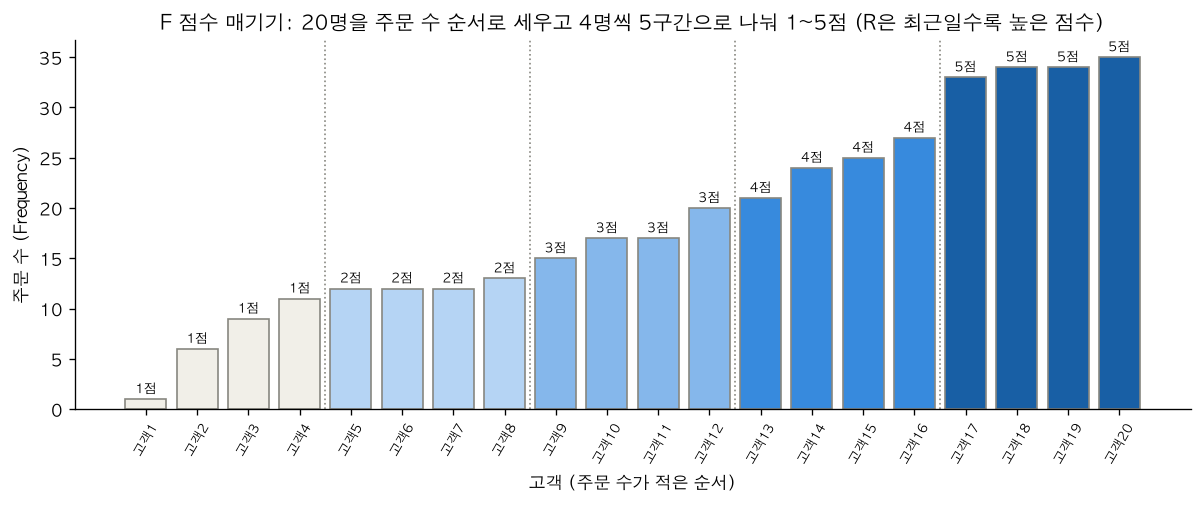 F 점수 매기기: 20명을 주문 수 순서로 세우고 4명씩 5구간으로 나눠 1~5점 (R은 최근일수록 높은 점수)
주문 수 (Frequency)
35
30
25
20
15
10
5
0
1점
1점
1점
1점
2점
2점
2점
2점
3점
3점
3점
3점
4점
4점
4점
4점
5점
5점
5점
5점
고객1
고객2
고객3
고객4
고객5
고객6
고객7
고객8
고객9
고객10
고객11
고객12
고객13
고객14
고객15
고객16
고객17
고객18
고객19
고객20
고객 (주문 수가 적은 순서)